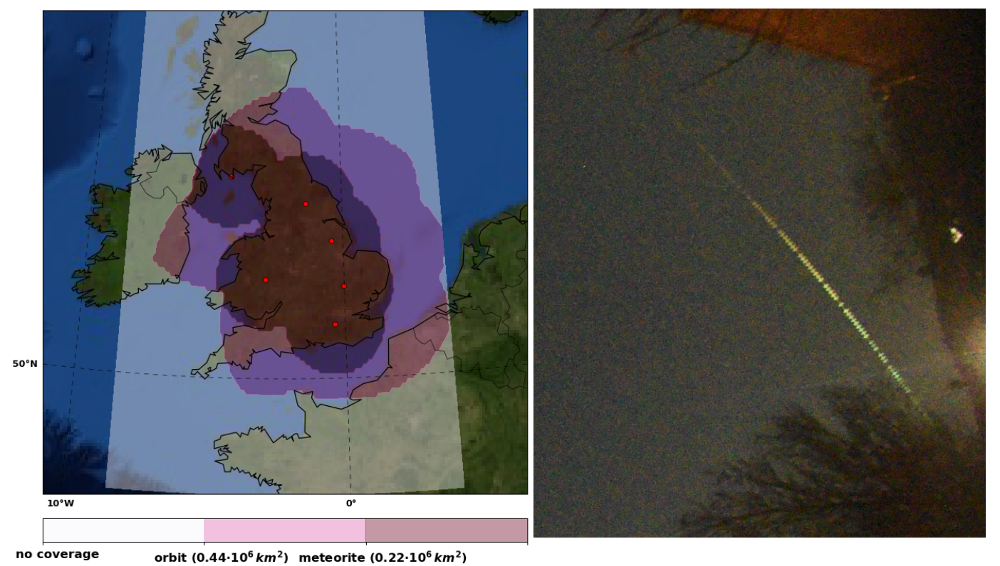 50°N
10°W 0°
no coverage orbit (0.44·10⁶ km²) meteorite (0.22·10⁶ km²)